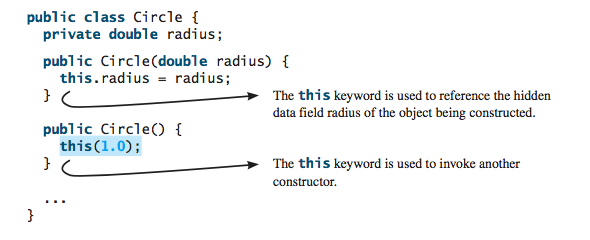 public class Circle {
private double radius;
public Circle(double radius) {
this.radius = radius;
}
The this keyword is used to reference the hidden
data field radius of the object being constructed.
public Circle() {
this(1.0);
}
The this keyword is used to invoke another
constructor.
...
}